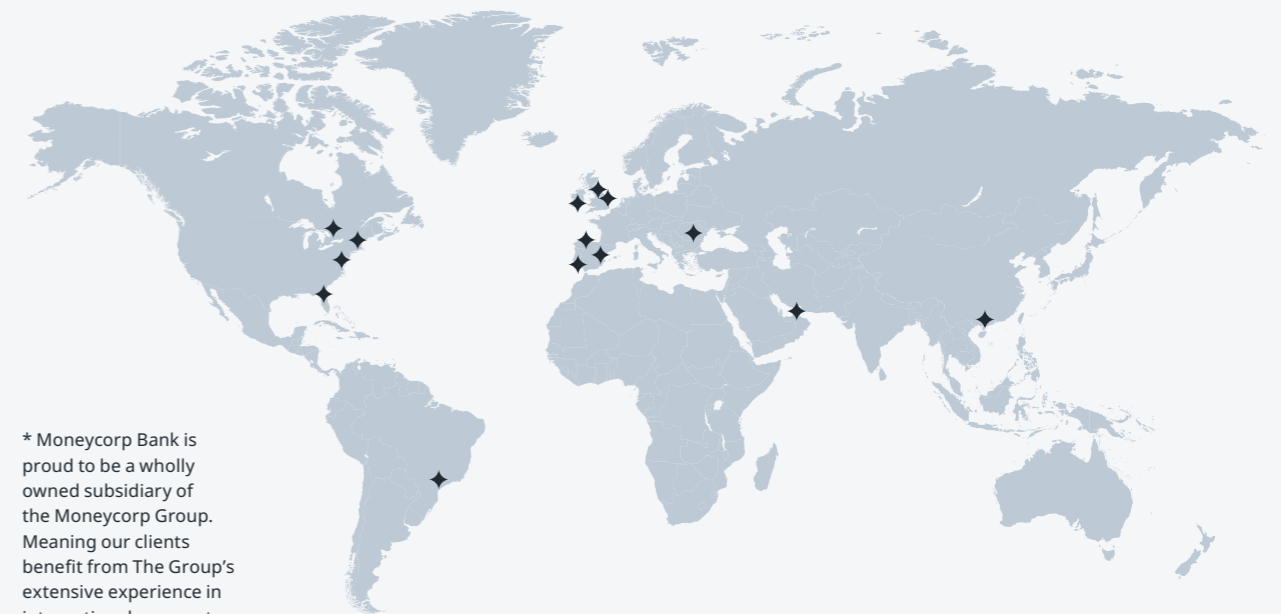 * Moneycorp Bank is
proud to be a wholly
owned subsidiary of
the Moneycorp Group.
Meaning our clients
benefit from The Group’s
extensive experience in